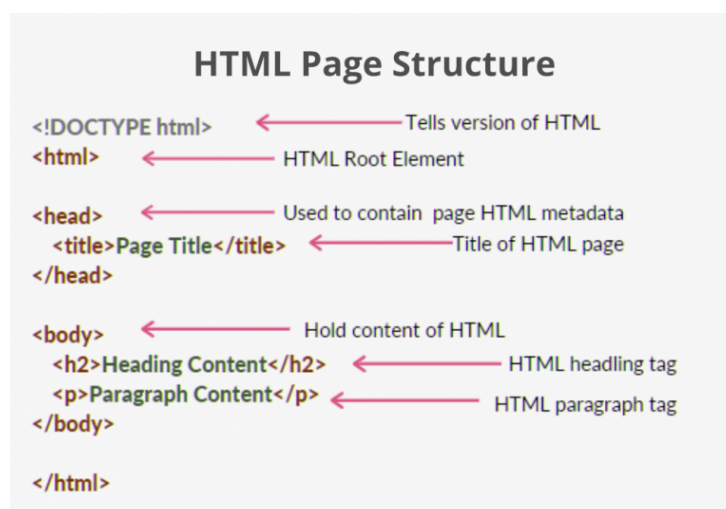 HTML Page Structure
<!DOCTYPE html> Tells version of HTML
<html> HTML Root Element
<head> Used to contain page HTML metadata
<title>Page Title</title> Title of HTML page
</head>
<body> Hold content of HTML
<h2>Heading Content</h2> HTML headling tag
<p>Paragraph Content</p> HTML paragraph tag
</body>
</html>